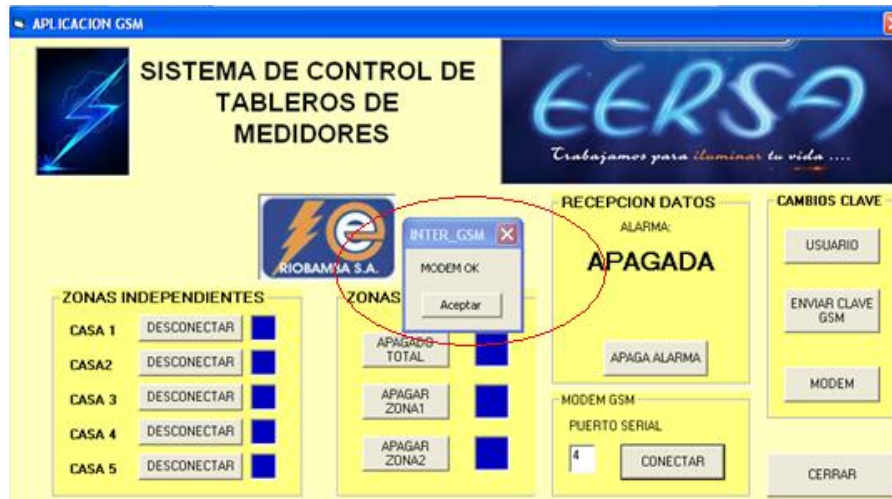 APLICACION GSM
SISTEMA DE CONTROL DE
TABLEROS DE
MEDIDORES
EERSA
Trabajamos para iluminar tu vida ....
RIOBAMBA S.A.
INTER_GSM
MODEM OK
Aceptar
ZONAS INDEPENDIENTES
CASA 1 DESCONECTAR
CASA2 DESCONECTAR
CASA 3 DESCONECTAR
CASA 4 DESCONECTAR
CASA 5 DESCONECTAR
ZONAS
APAGADO
TOTAL
APAGAR
ZONA1
APAGAR
ZONA2
RECEPCION DATOS
ALARMA:
APAGADA
APAGA ALARMA
MODEM GSM
PUERTO SERIAL
4 CONECTAR
CAMBIOS CLAVE
USUARIO
ENVIAR CLAVE
GSM
MODEM
CERRAR